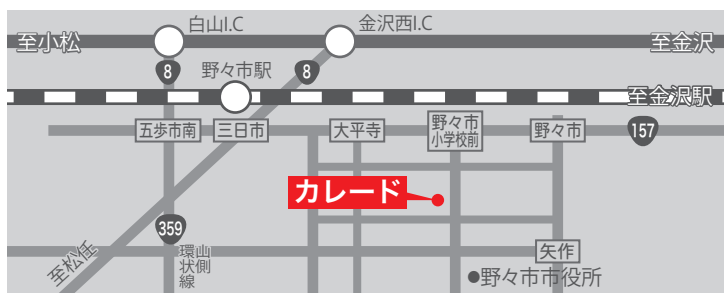 白山I.C
金沢西I.C
至小松
至金沢
8
野々市駅
8
至金沢駅
五歩市南
三日市
太平寺
野々市
小学校前
野々市
157
カレード
359
山側
環状線
至松任
矢作
●野々市市役所